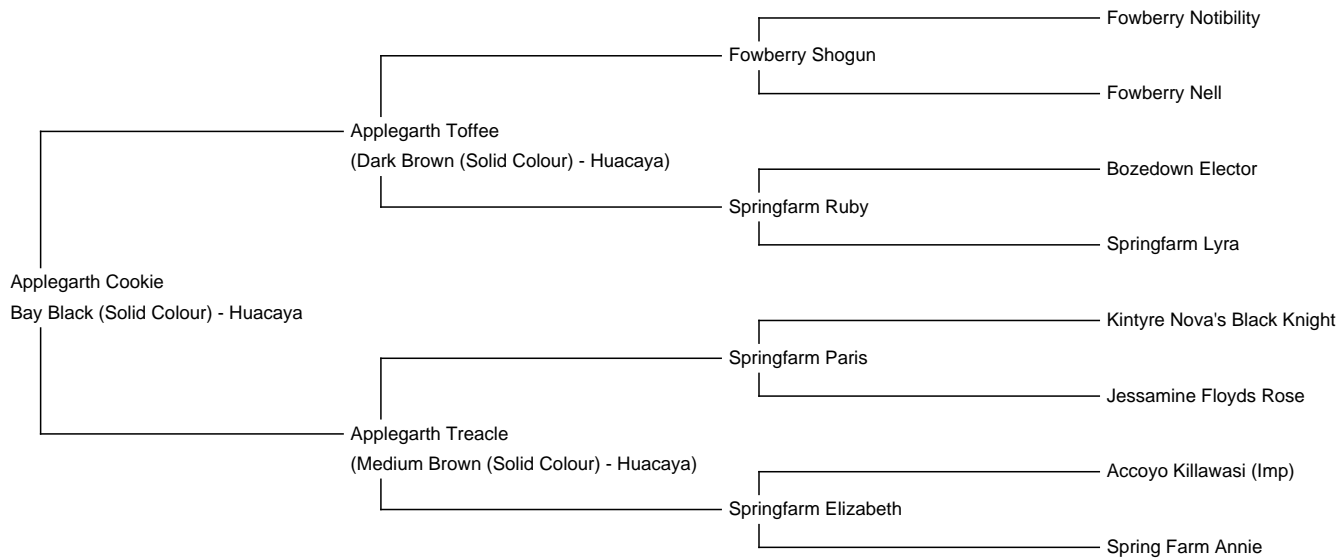 Fowberry Notibility
Fowberry Shogun
Fowberry Nell
Applegarth Toffee
(Dark Brown (Solid Colour) - Huacaya)
Bozedown Elector
Springfarm Ruby
Springfarm Lyra
Applegarth Cookie
Bay Black (Solid Colour) - Huacaya
Kintyre Nova's Black Knight
Springfarm Paris
Jessamine Floyds Rose
Applegarth Treacle
(Medium Brown (Solid Colour) - Huacaya)
Accoyo Killawasi (Imp)
Springfarm Elizabeth
Spring Farm Annie